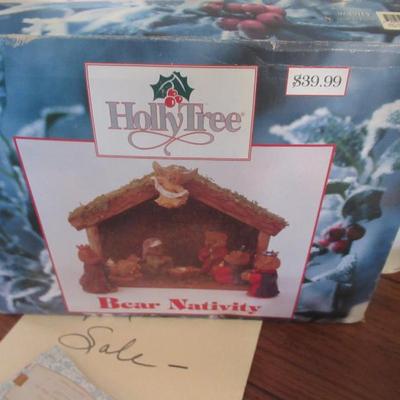 $39.99
HollyTree®
Bear Nativity
Sale -